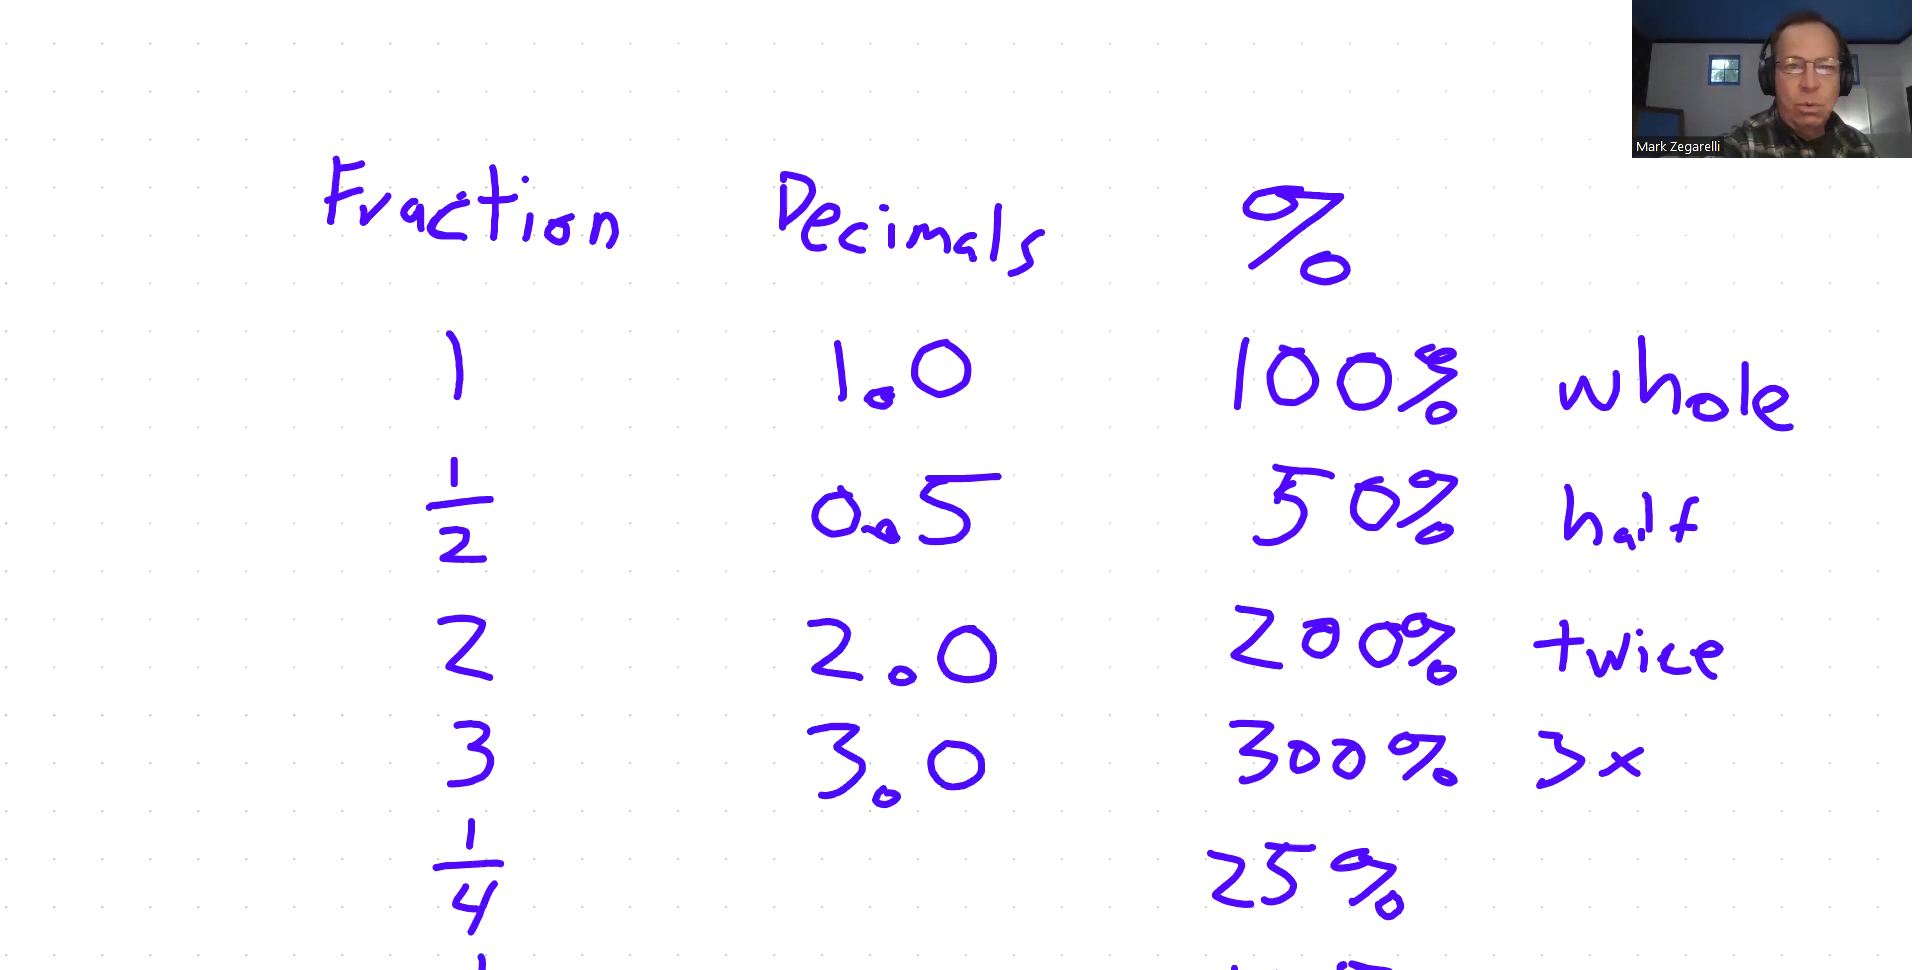 Mark Zegarelli
Fraction Decimals %
1 1.0 100% whole
1/2 0.5 50% half
2 2.0 200% twice
3 3.0 300% 3x
1/4 25%